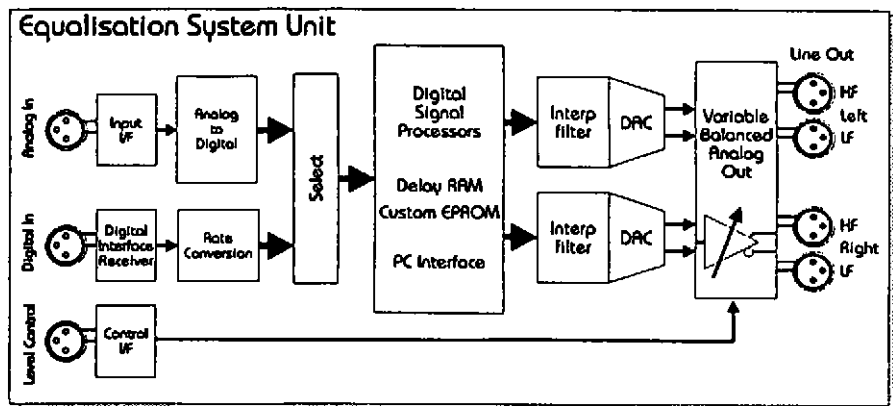 Equalisation System Unit
Analog In
Input
I/F
Analog
to
Digital
Digital In
Digital
Interface
Receiver
Rate
Conversion
Level Control
Control
I/F
Select
Digital
Signal
Processors
Delay RAM
Custom EPROM
PC Interface
Interp
filter
DAC
Interp
filter
DAC
Variable
Balanced
Analog
Out
Line Out
HF
Left
LF
HF
Right
LF